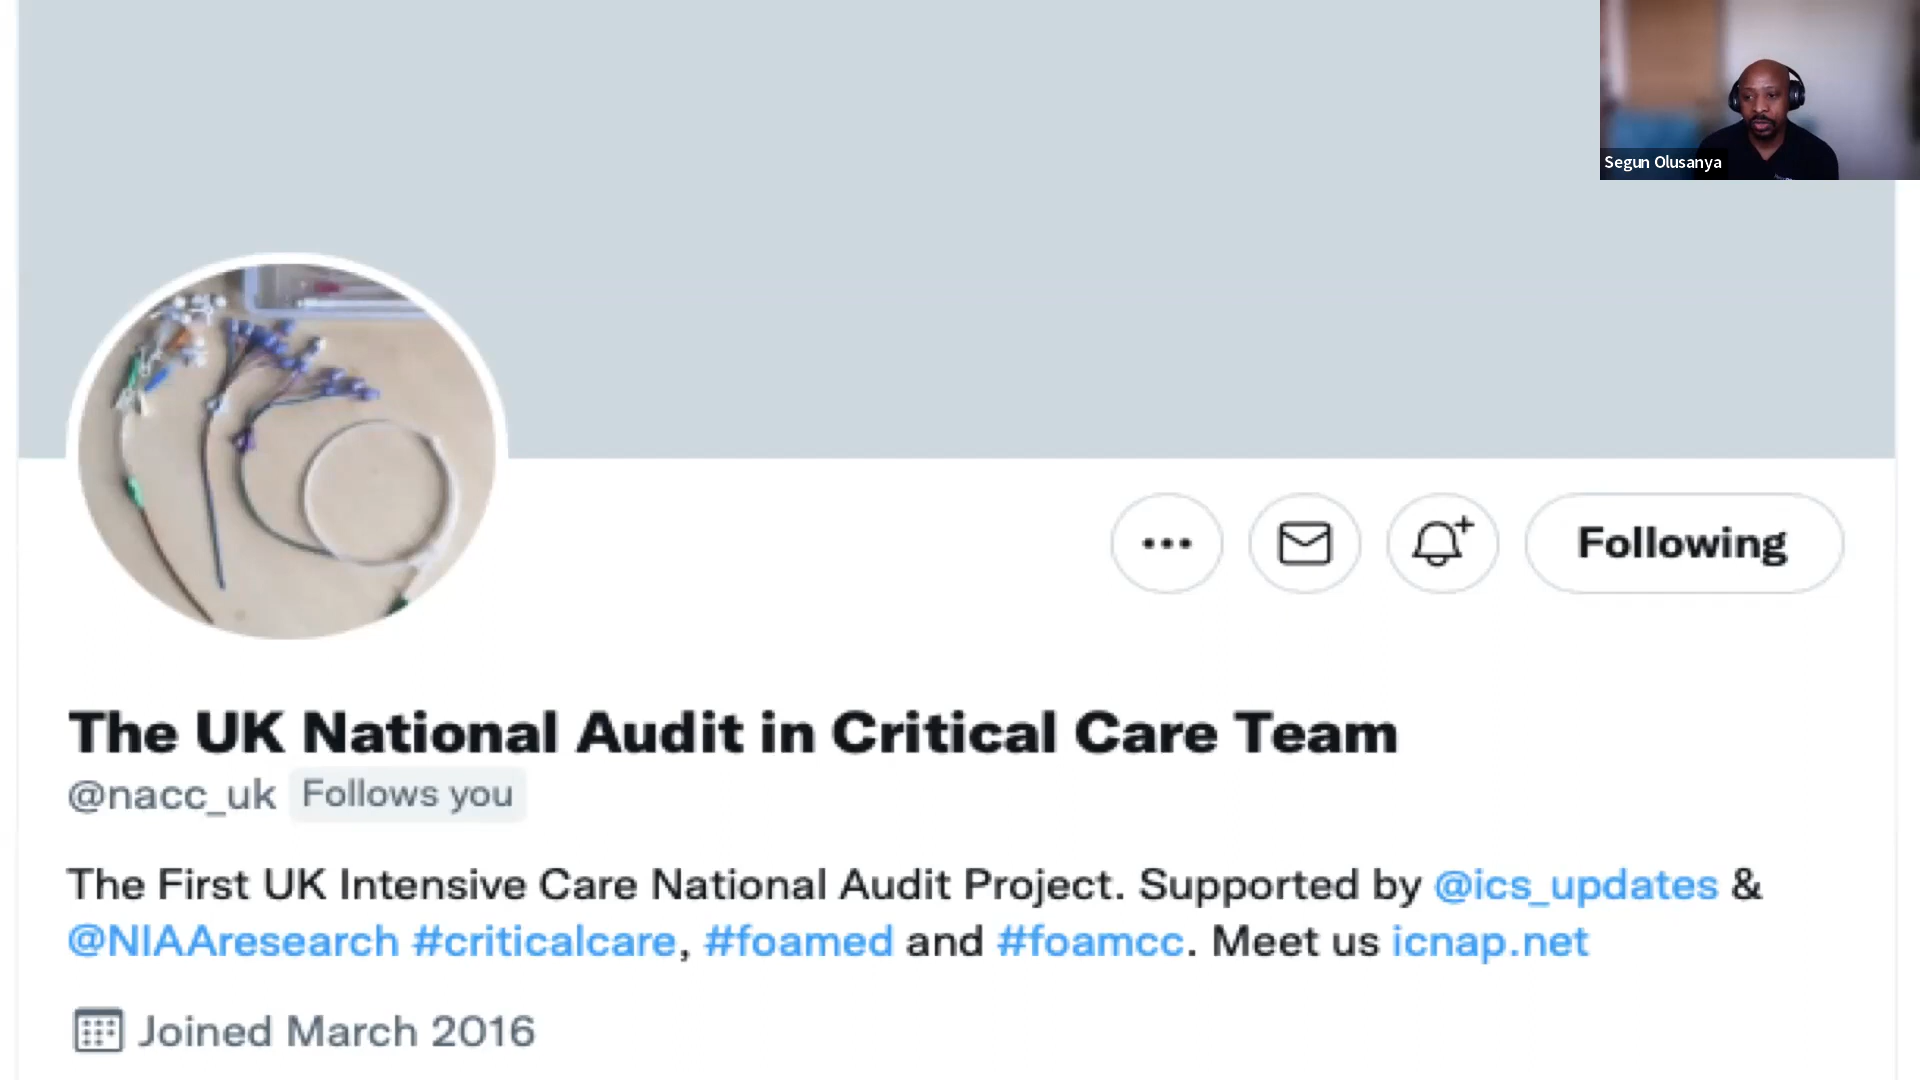 Segun Olusanya
Following
The UK National Audit in Critical Care Team
@nacc_uk Follows you
The First UK Intensive Care National Audit Project. Supported by @ics_updates &
@NIAAresearch #criticalcare, #foamed and #foamcc. Meet us icnap.net
Joined March 2016